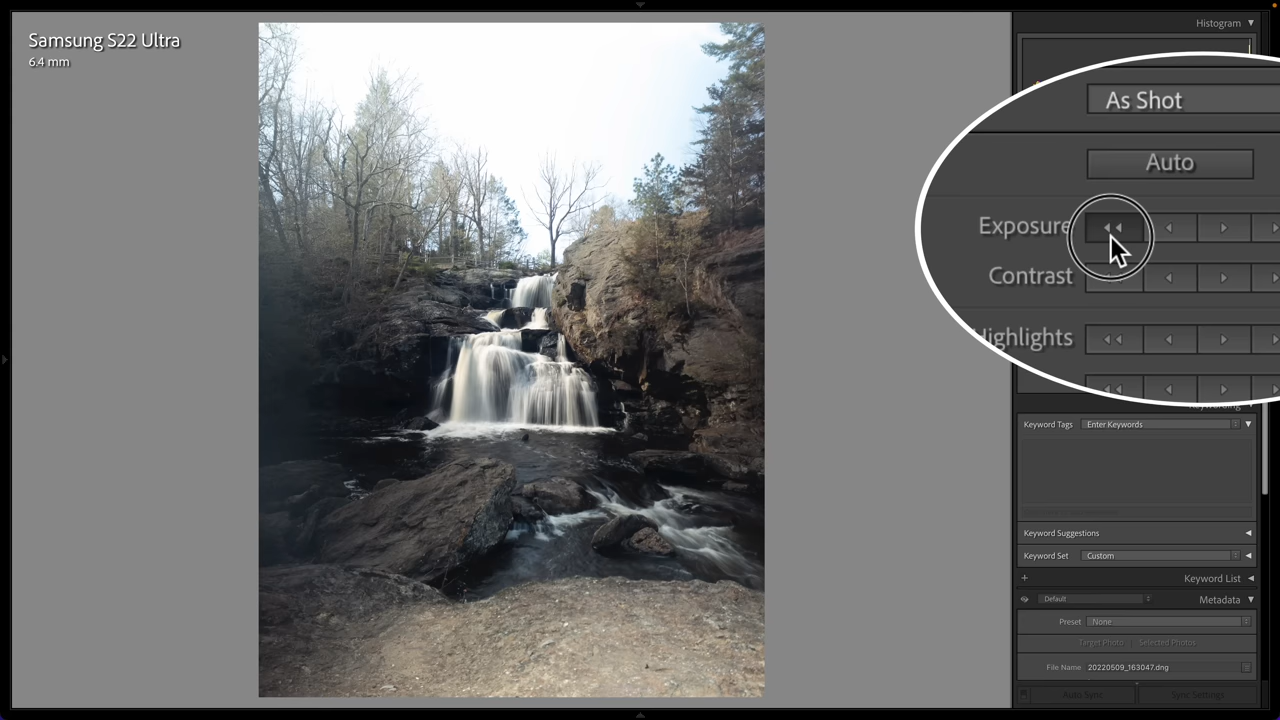 Samsung S22 Ultra
6.4 mm
Histogram
As Shot
Auto
Exposure
Contrast
Highlights
Keywording
Keyword Tags Enter Keywords
Keyword Suggestions
Keyword Set Custom
+ Keyword List
Default Metadata
Preset None
Target Photo Selected Photos
File Name 20220509_163047.dng
Auto Sync Sync Settings